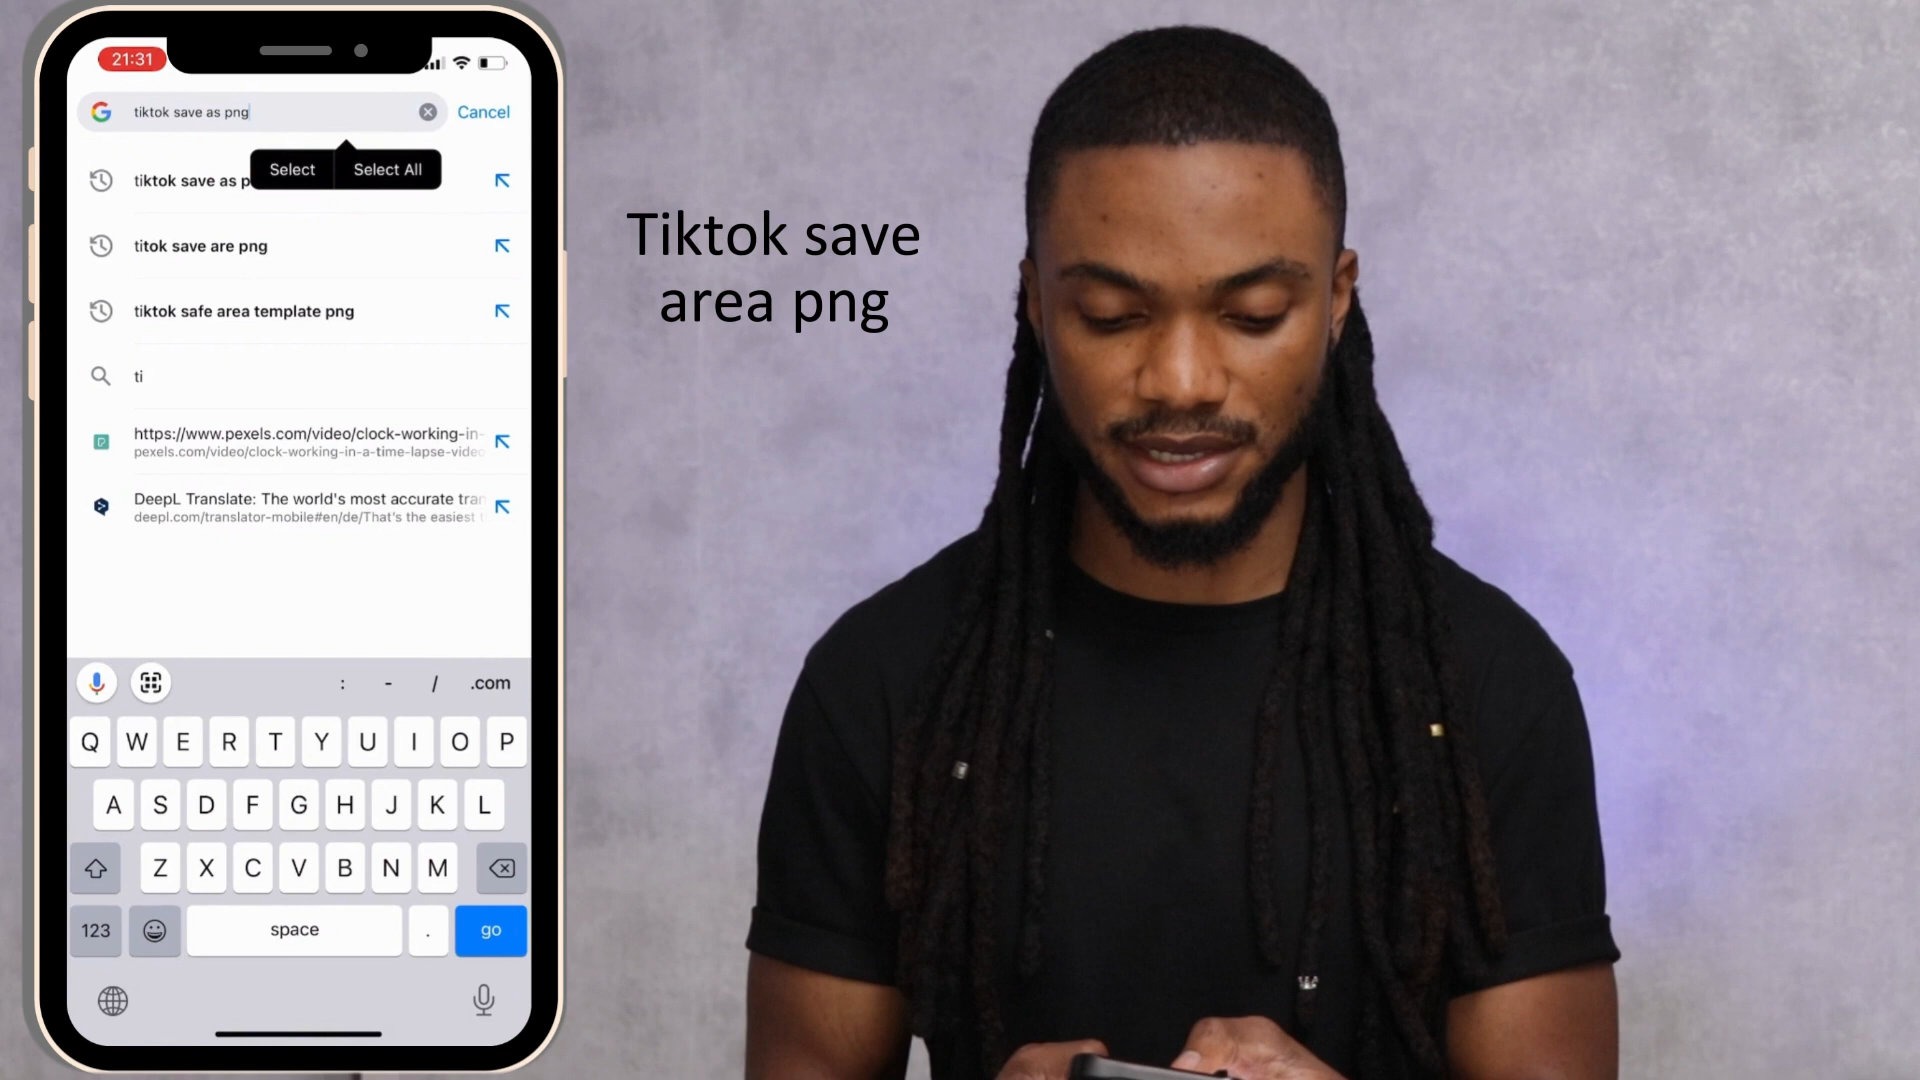 21:31
tiktok save as png
Cancel
Select
Select All
tiktok save as p
titok save are png
tiktok safe area template png
ti
https://www.pexels.com/video/clock-working-in-
pexels.com/video/clock-working-in-a-time-lapse-video
DeepL Translate: The world's most accurate tran
deepl.com/translator-mobile#en/de/That's the easiest t
: - / .com
Q W E R T Y U I O P
A S D F G H J K L
Z X C V B N M
123
space
.
go
Tiktok save
area png